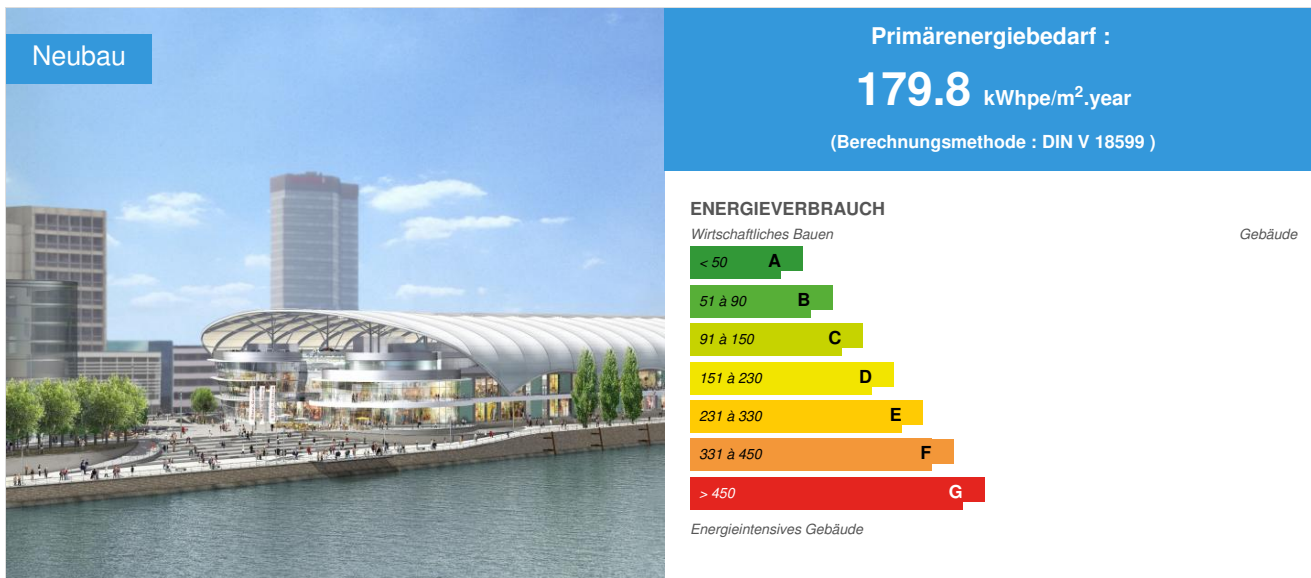 Neubau
Primärenergiebedarf :
179.8 kWhpe/m².year
(Berechnungsmethode : DIN V 18599 )
ENERGIEVERBRAUCH
Wirtschaftliches Bauen Gebäude
< 50 A
51 à 90 B
91 à 150 C
151 à 230 D
231 à 330 E
331 à 450 F
> 450 G
Energieintensives Gebäude